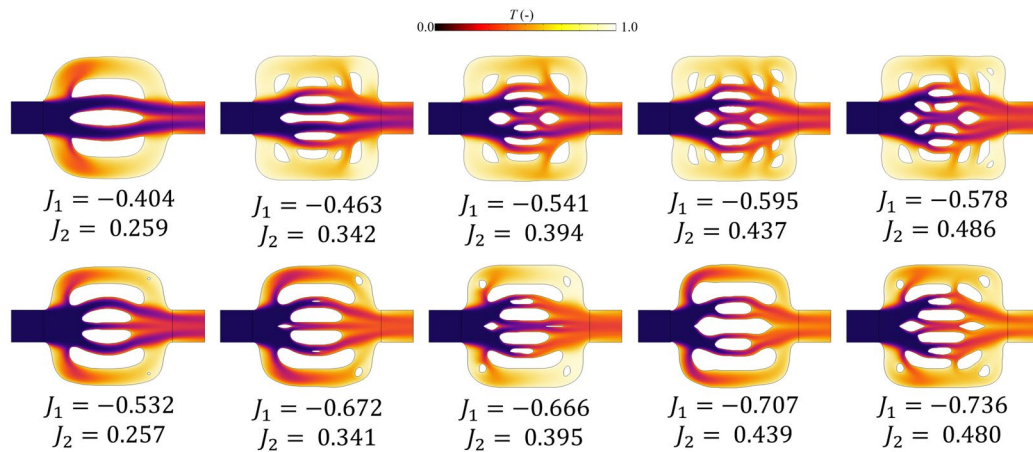 T (-)
0.0 1.0
J₁ = −0.404
J₂ = 0.259
J₁ = −0.463
J₂ = 0.342
J₁ = −0.541
J₂ = 0.394
J₁ = −0.595
J₂ = 0.437
J₁ = −0.578
J₂ = 0.486
J₁ = −0.532
J₂ = 0.257
J₁ = −0.672
J₂ = 0.341
J₁ = −0.666
J₂ = 0.395
J₁ = −0.707
J₂ = 0.439
J₁ = −0.736
J₂ = 0.480